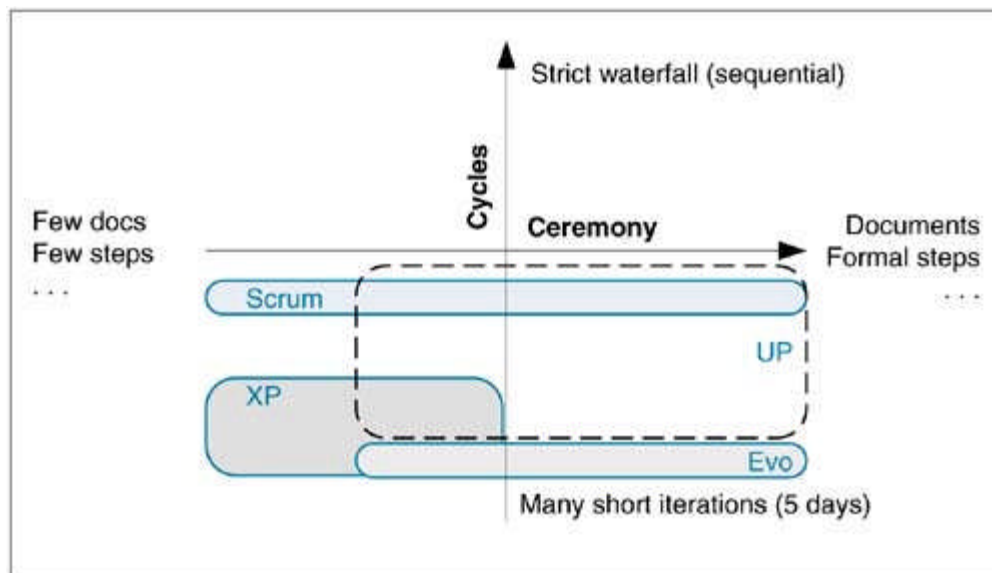 Strict waterfall (sequential)
Cycles
Few docs
Few steps
. . .
Ceremony
Documents
Formal steps
. . .
Scrum
UP
XP
Evo
Many short iterations (5 days)